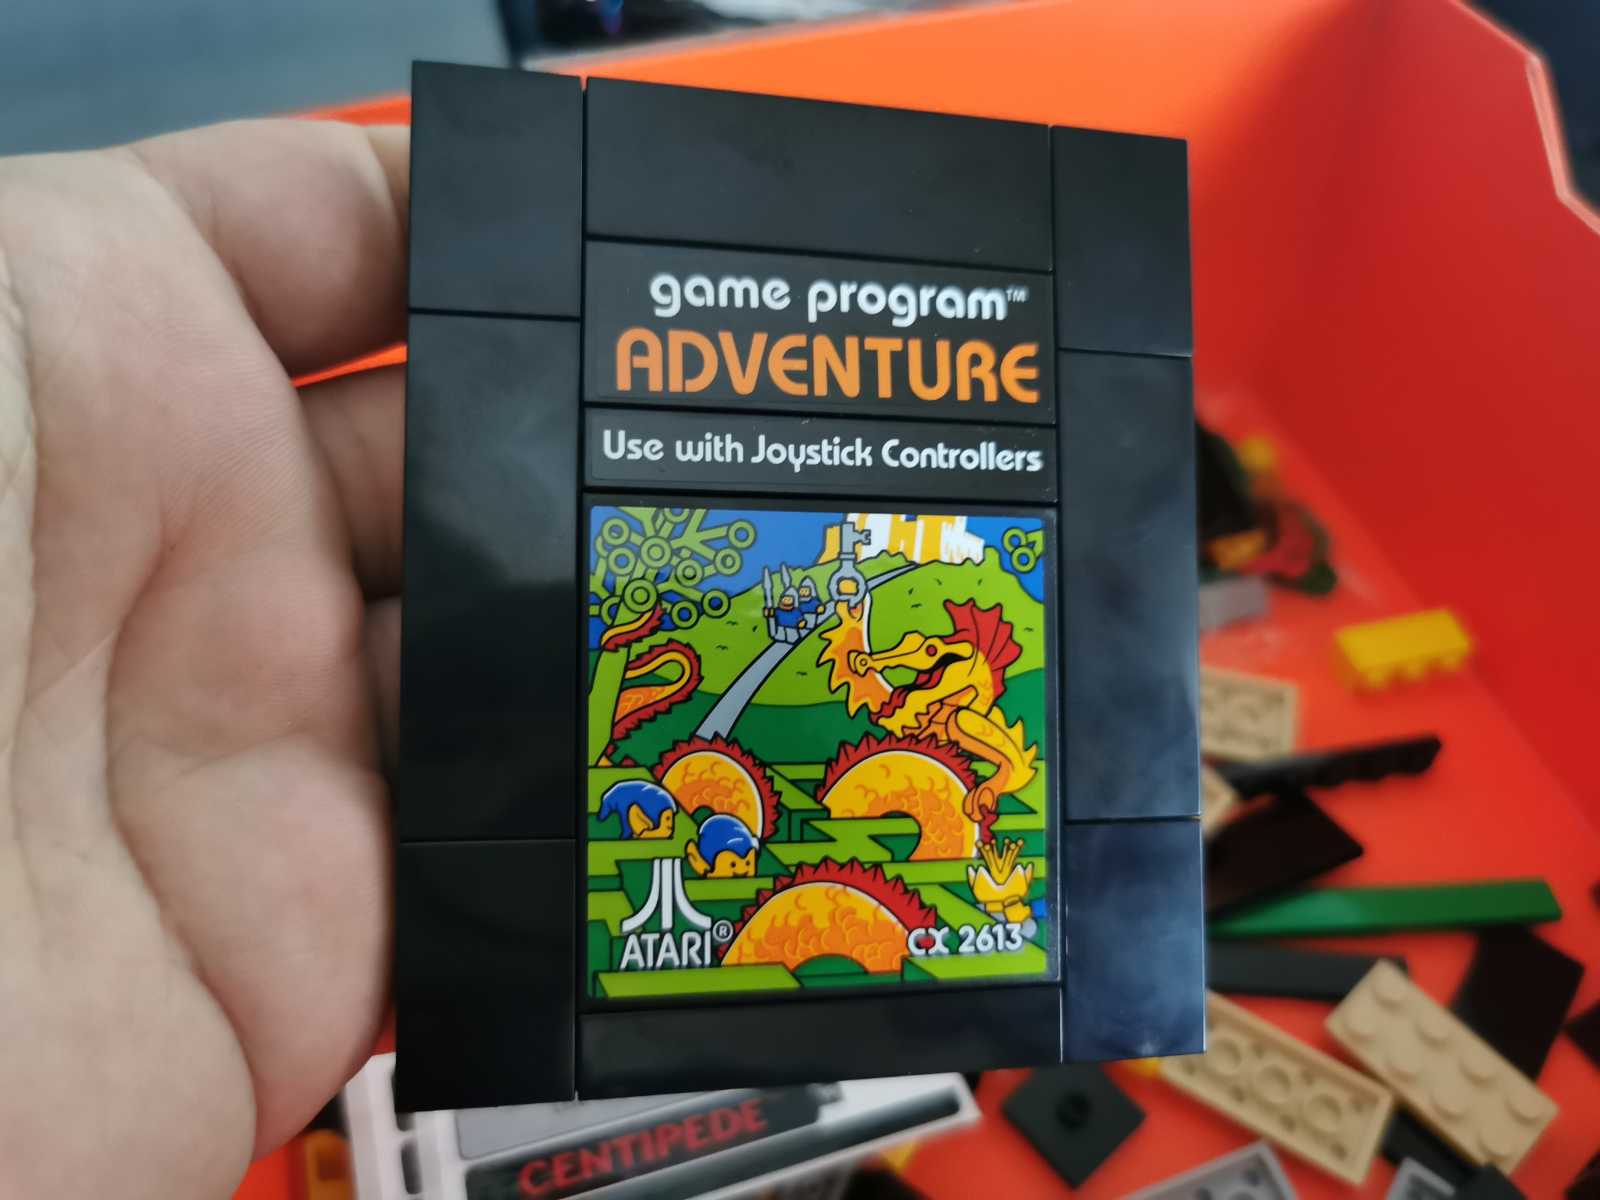 game program™
ADVENTURE
Use with Joystick Controllers
ATARI®
CX 2613
CENTIPEDE